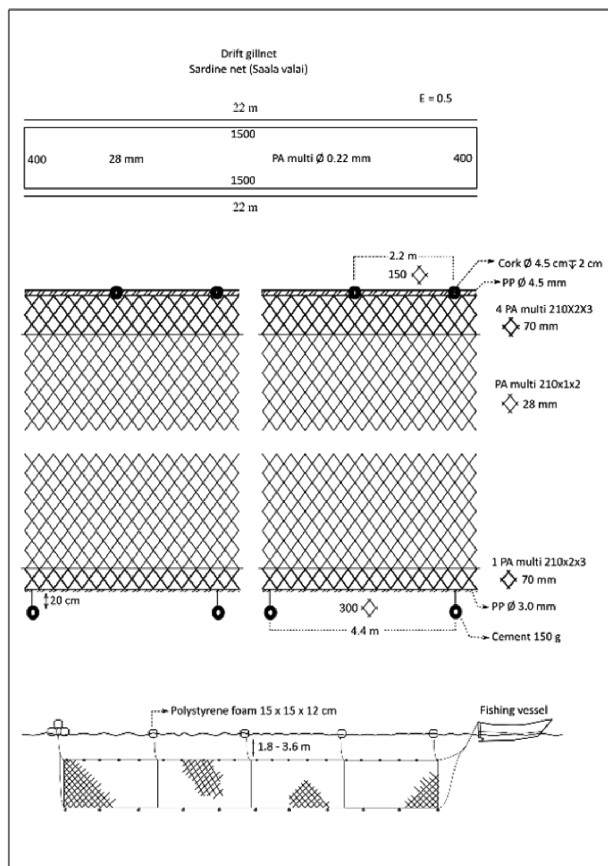 Drift gillnet
Sardine net (Saala valai)
22 m
E = 0.5
1500
400
28 mm
PA multi Ø 0.22 mm
400
1500
22 m
2.2 m
150
Cork Ø 4.5 cm ∓ 2 cm
PP Ø 4.5 mm
4 PA multi 210X2X3
70 mm
PA multi 210x1x2
28 mm
1 PA multi 210x2x3
70 mm
20 cm
300
PP Ø 3.0 mm
4.4 m
Cement 150 g
Polystyrene foam 15 x 15 x 12 cm
Fishing vessel
1.8 - 3.6 m